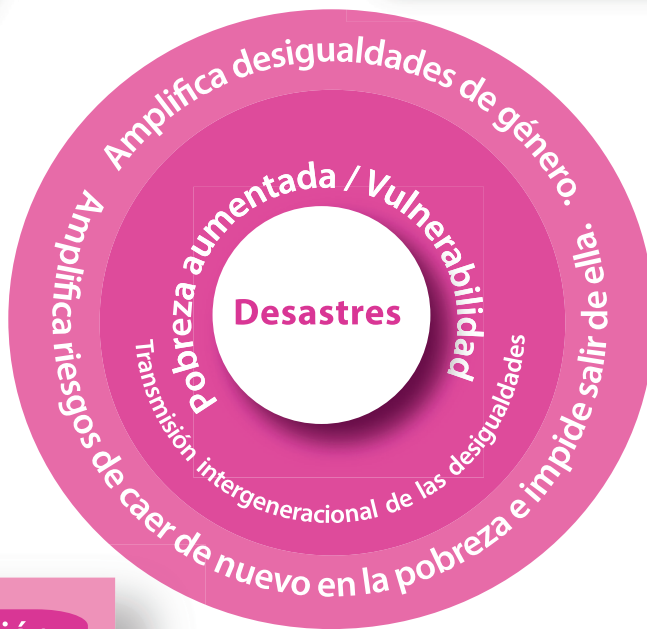 Amplifica desigualdades de género.
Amplifica riesgos de caer de nuevo en la pobreza e impide salir de ella.
Pobreza aumentada / Vulnerabilidad
Transmisión intergeneracional de las desigualdades
Desastres